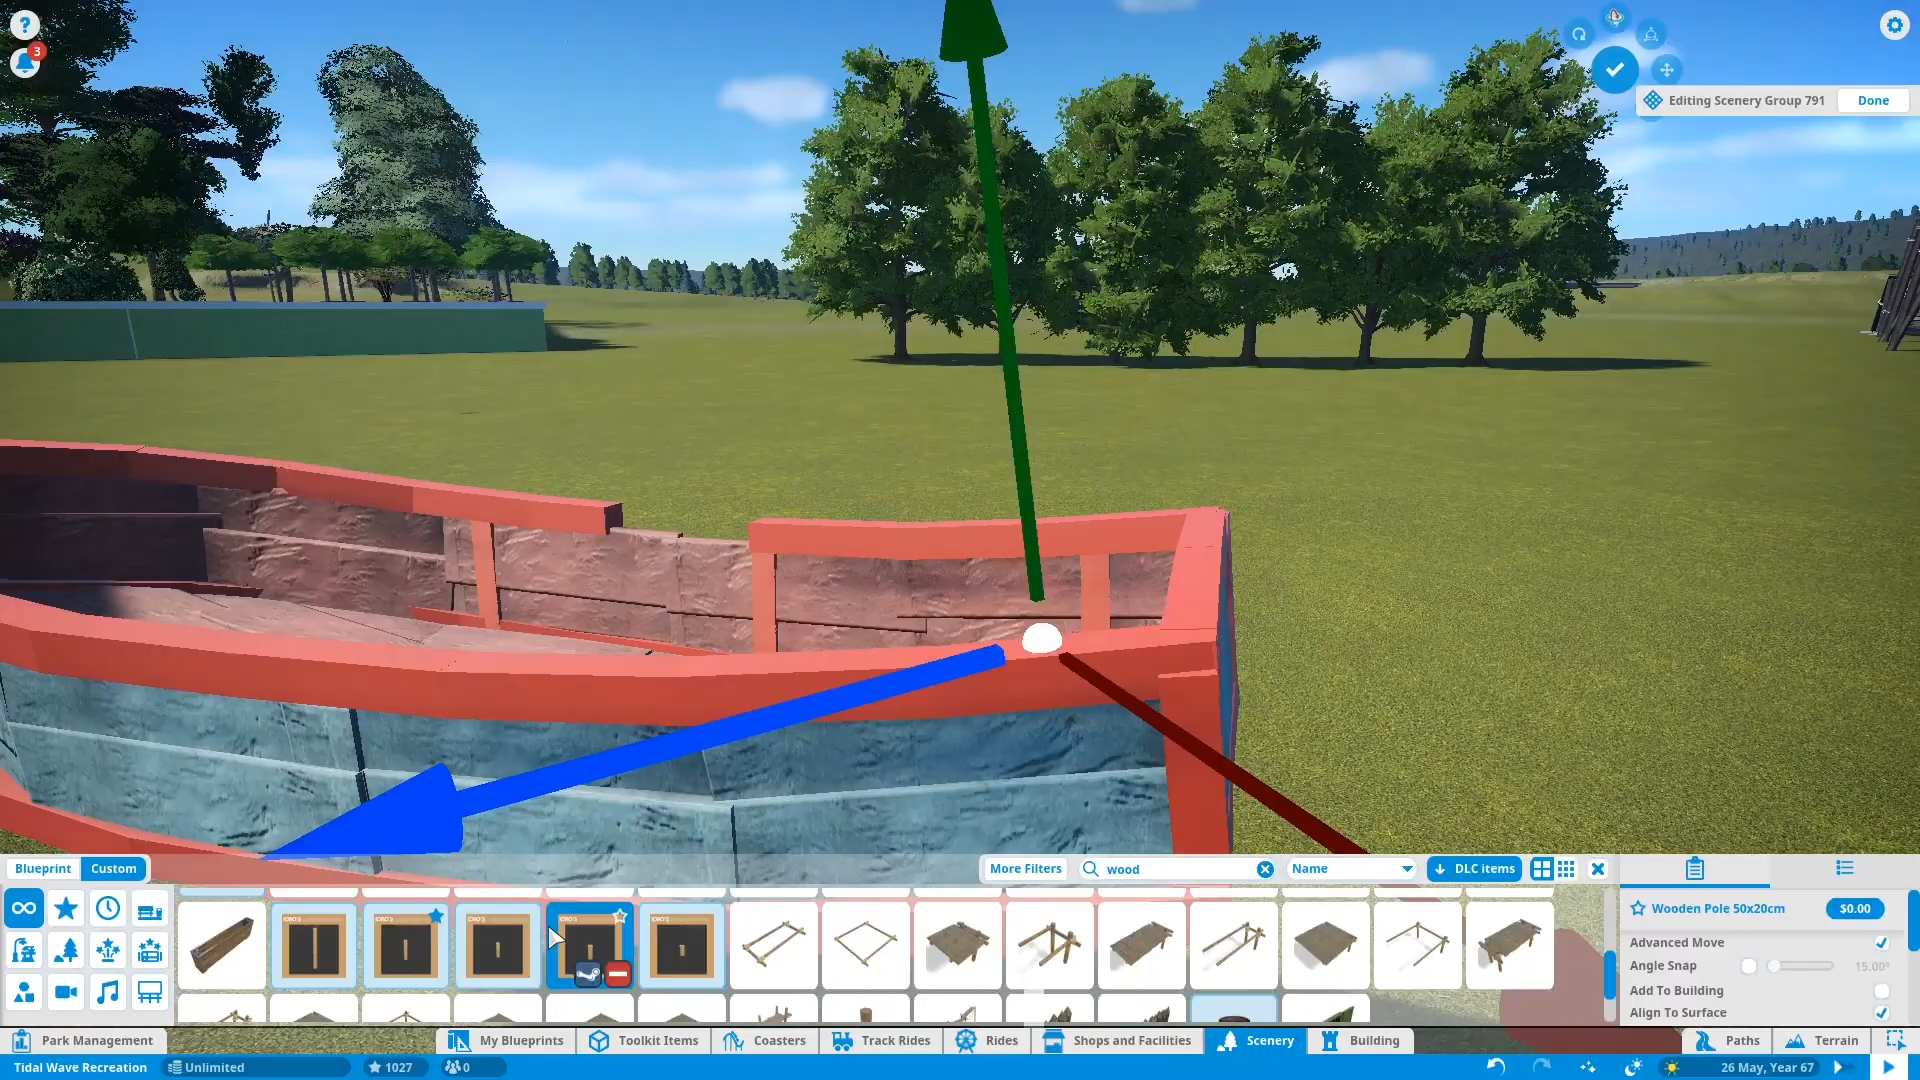 ?
3
Editing Scenery Group 791
Done
Blueprint
Custom
More Filters
wood
Name
DLC items
Wooden Pole 50x20cm
$0.00
Advanced Move
Angle Snap
15.00°
Add To Building
Align To Surface
Park Management
My Blueprints
Toolkit Items
Coasters
Track Rides
Rides
Shops and Facilities
Scenery
Building
Paths
Terrain
Tidal Wave Recreation
Unlimited
1027
0
26 May, Year 67